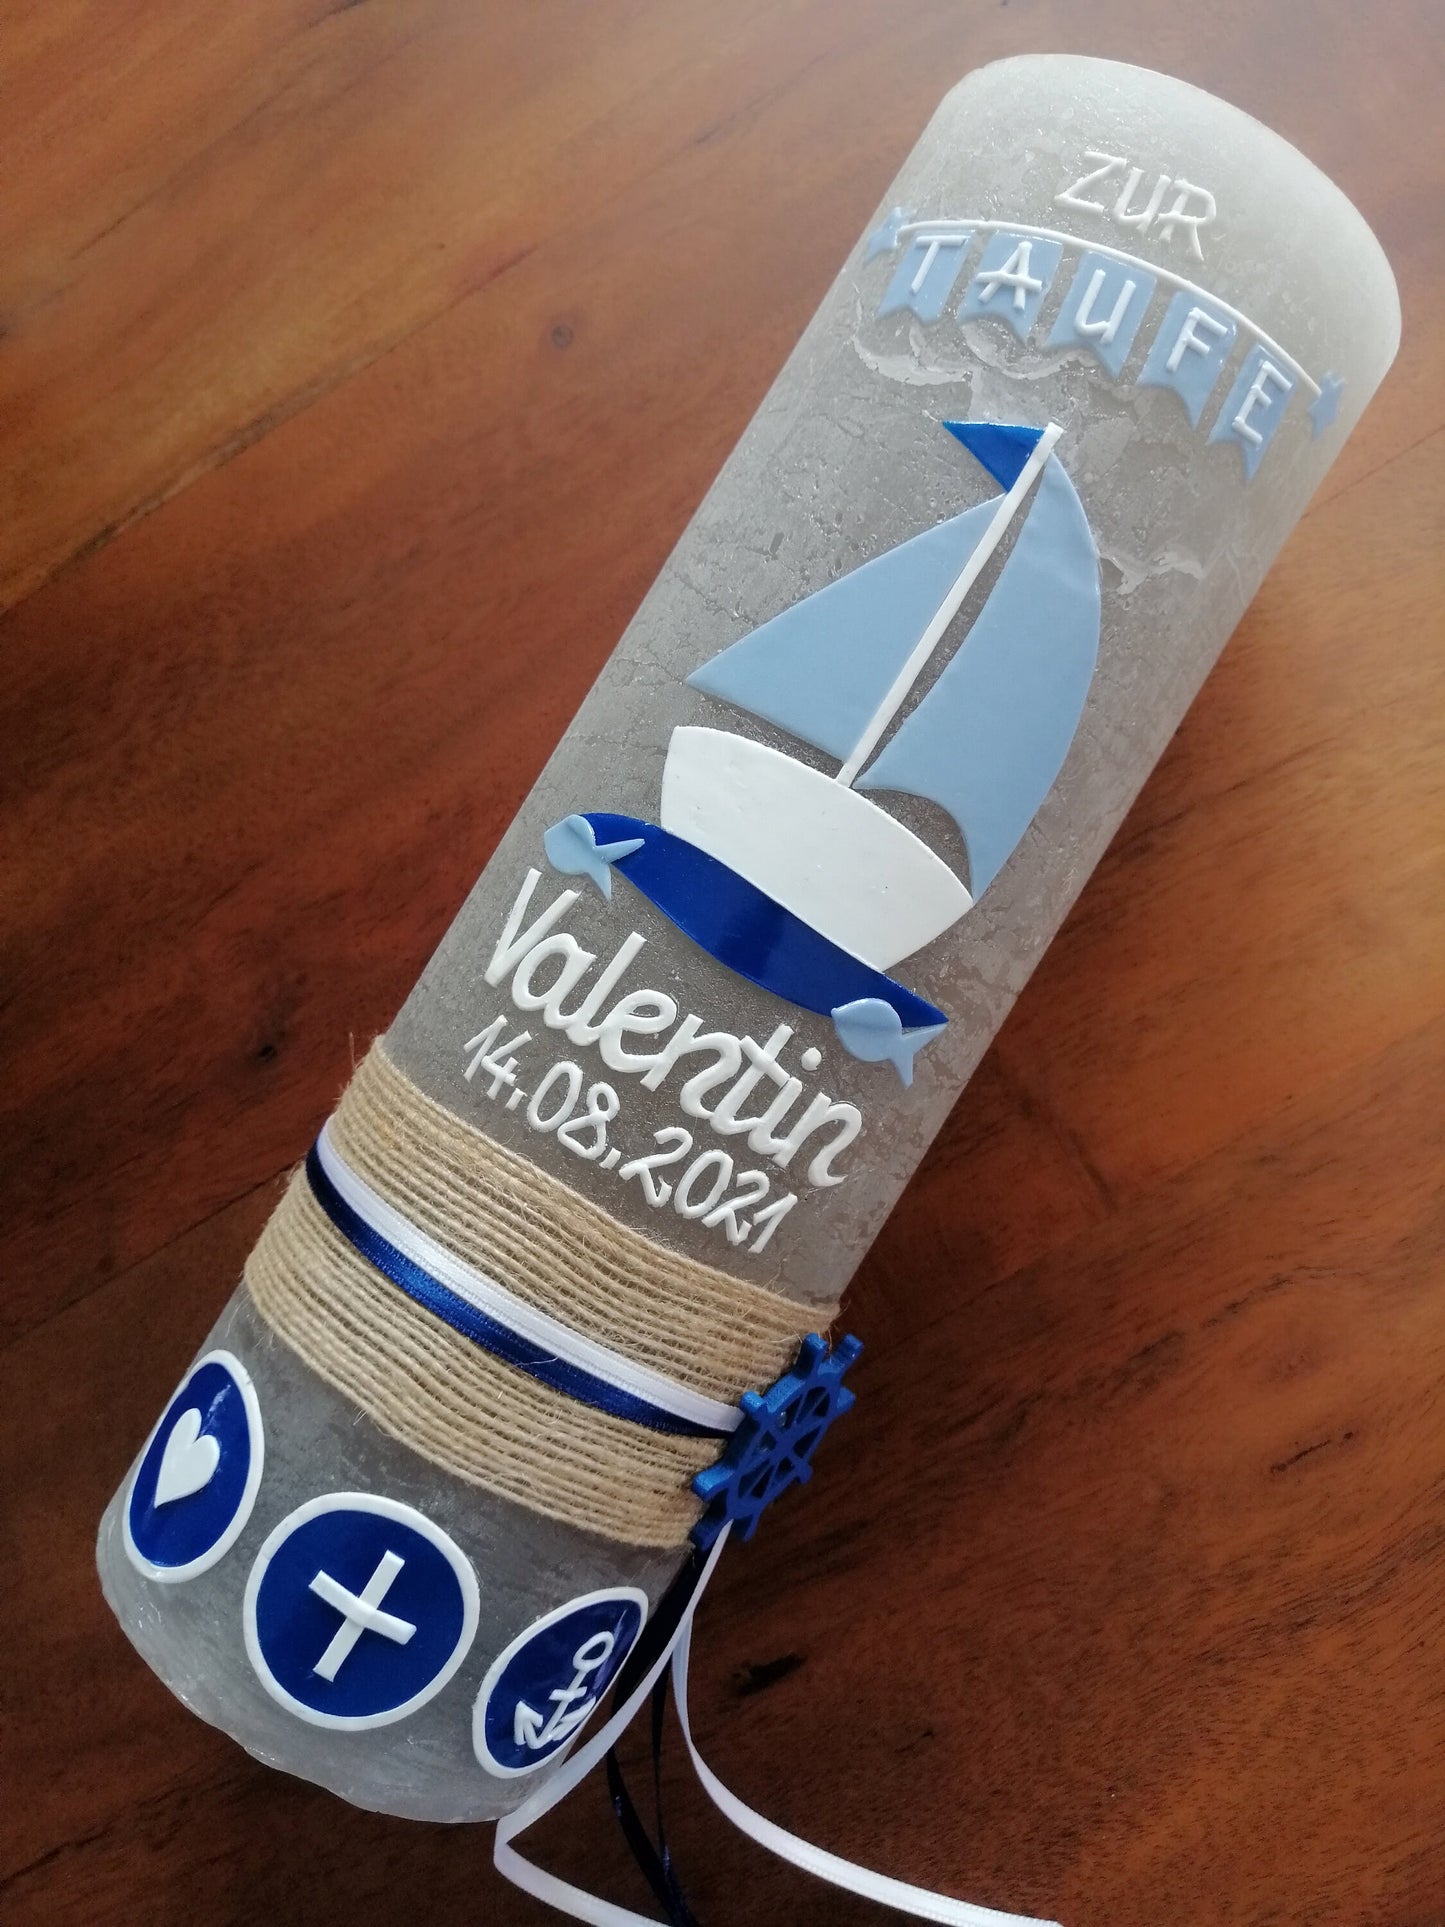 ZUR
TAUFE
Valentin
14.08.2021